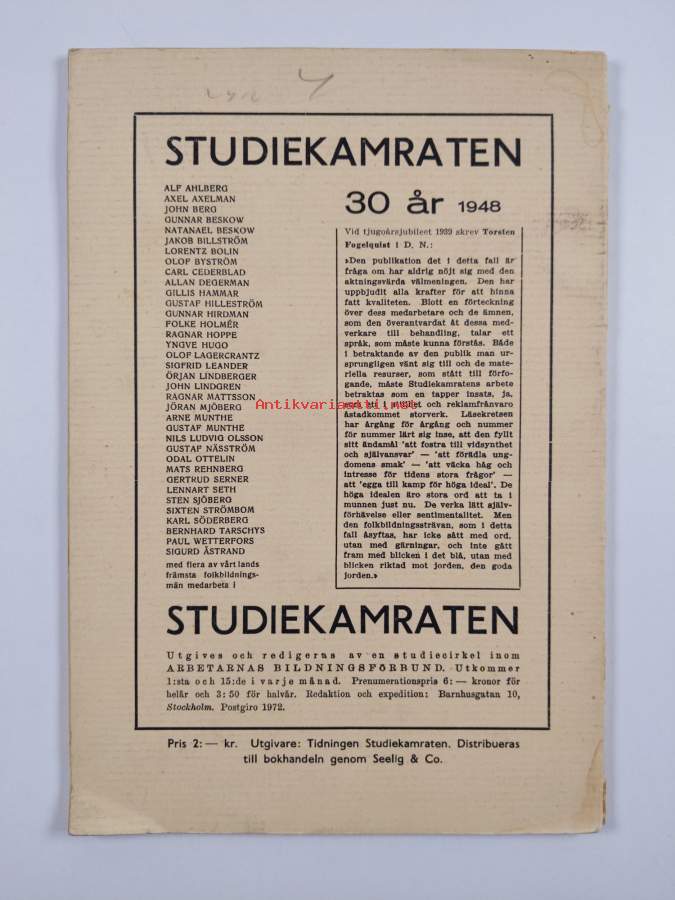 STUDIEKAMRATEN
ALF AHLBERG
AXEL AXELMAN
JOHN BERG
GUNNAR BESKOW
NATANAEL BESKOW
JAKOB BILLSTRÖM
LORENTZ BOLIN
OLOF BYSTRÖM
CARL CEDERBLAD
ALLAN DEGERMAN
GILLIS HAMMAR
GUSTAF HILLESTRÖM
GUNNAR HIRDMAN
FOLKE HOLMÉR
RAGNAR HOPPE
YNGVE HUGO
OLOF LAGERCRANTZ
SIGFRID LEANDER
ÖRJAN LINDBERGER
JOHN LINDGREN
RAGNAR MATTSSON
JÖRAN MJÖBERG
ARNE MUNTHE
GUSTAF MUNTHE
NILS LUDVIG OLSSON
GUSTAF NÄSSTRÖM
ODAL OTTELIN
MATS REHNBERG
GERTRUD SERNER
LENNART SETH
STEN SJÖBERG
SIXTEN STRÖMBOM
KARL SÖDERBERG
BERNHARD TARSCHYS
PAUL WETTERFORS
SIGURD ÅSTRAND
med flera av vårt lands
främsta folkbildnings-
män medarbeta i
30 år 1948
Vid tjugoårsjubileet 1939 skrev Torsten
Fogelquist i D. N.:
»Den publikation det i detta fall är
fråga om har aldrig nöjt sig med den
aktningsvärda välmeningen. Den har
uppbjudit alla krafter för att hinna
fatt kvaliteten. Blott en förteckning
över dess medarbetare och de ämnen,
som den överantvardat åt dessa med-
verkare till behandling, talar ett
språk, som måste kunna förstås. Både
i betraktande av den publik man ur-
sprungligen vänt sig till och de mate-
riella resurser, som stått till förfo-
gande, måste Studiekamratens arbete
betraktas som en tapper insats, ja,
som ett i stillhet och reklamfrånvaro
åstadkommet storverk. Läsekretsen
har årgång för årgång och nummer
för nummer lärt sig inse, att den fyllt
sitt ändamål 'att fostra till vidsynthet
och självansvar' — 'att förädla ung-
domens smak' — 'att väcka håg och
intresse för tidens stora frågor' —
att 'egga till kamp för höga ideal'. De
höga idealen äro stora ord att ta i
munnen just nu. De verka lätt själv-
förhävelse eller sentimentalitet. Men
den folkbildningssträvan, som i detta
fall åsyftas, har icke sått med ord,
utan med gärningar, och inte gått
fram med blicken i det blå, utan med
blicken riktad mot jorden, den goda
jorden.»
Antikvariaatti.net
STUDIEKAMRATEN
Utgives och redigeras av en studiecirkel inom
ARBETARNAS BILDNINGSFÖRBUND. Utkommer
1:sta och 15:de i varje månad. Prenumerationspris 6: — kronor för
helår och 3:50 för halvår. Redaktion och expedition: Barnhusgatan 10,
Stockholm. Postgiro 1972.
Pris 2: — kr. Utgivare: Tidningen Studiekamraten. Distribueras
till bokhandeln genom Seelig & Co.